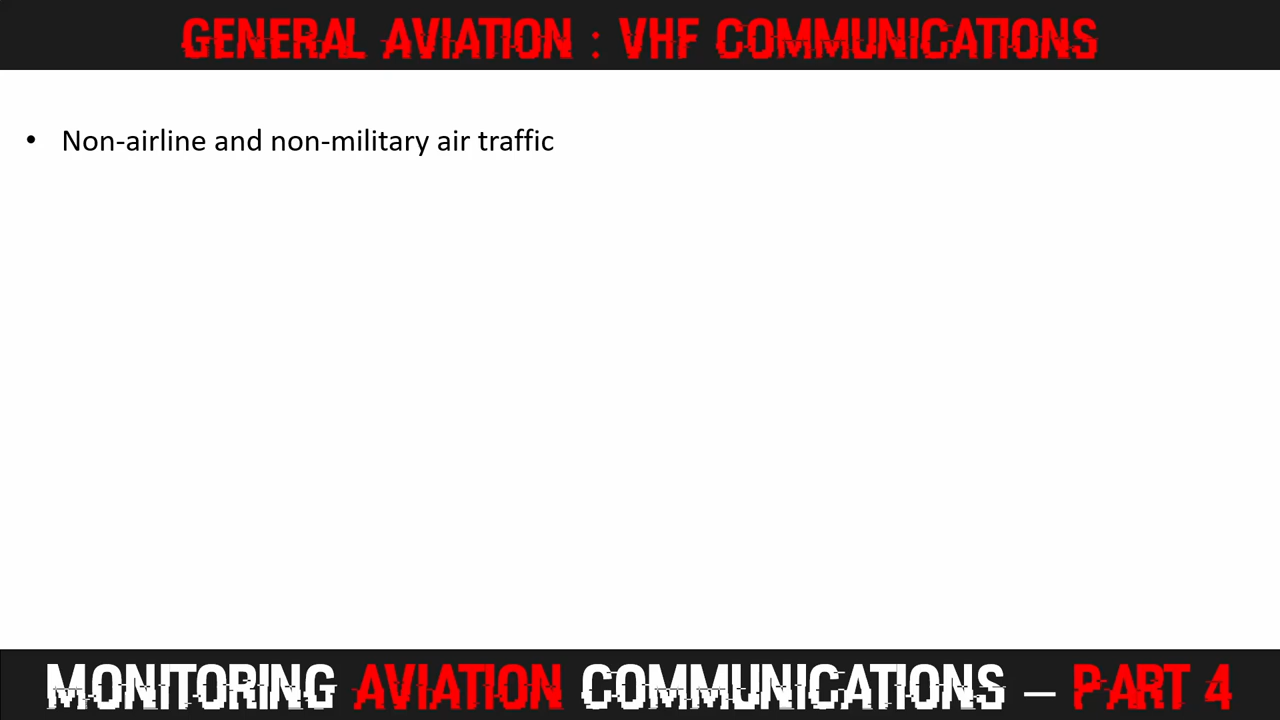 GENERAL AVIATION : VHF COMMUNICATIONS
• Non-airline and non-military air traffic
MONITORING AVIATION COMMUNICATIONS – PART 4